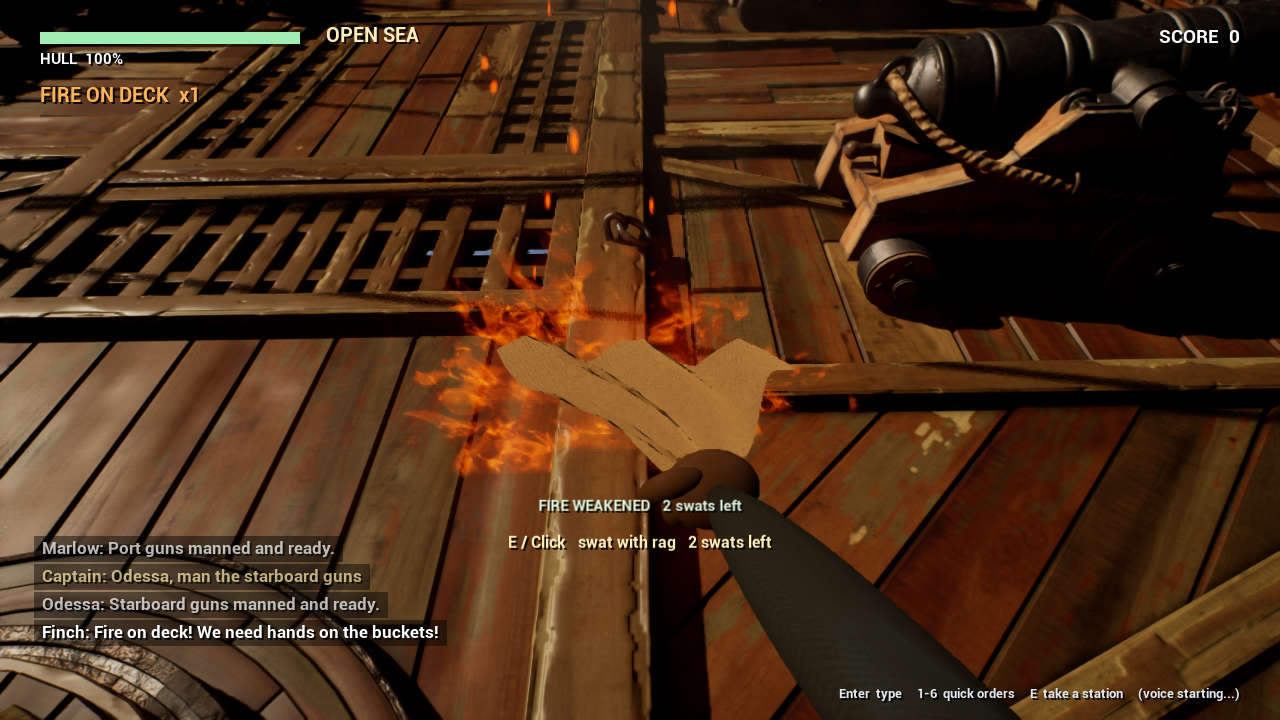 OPEN SEA
SCORE 0
HULL 100%
FIRE ON DECK x1
FIRE WEAKENED 2 swats left
E / Click swat with rag 2 swats left
Marlow: Port guns manned and ready.
Captain: Odessa, man the starboard guns
Odessa: Starboard guns manned and ready.
Finch: Fire on deck! We need hands on the buckets!
Enter type 1-6 quick orders E take a station (voice starting...)